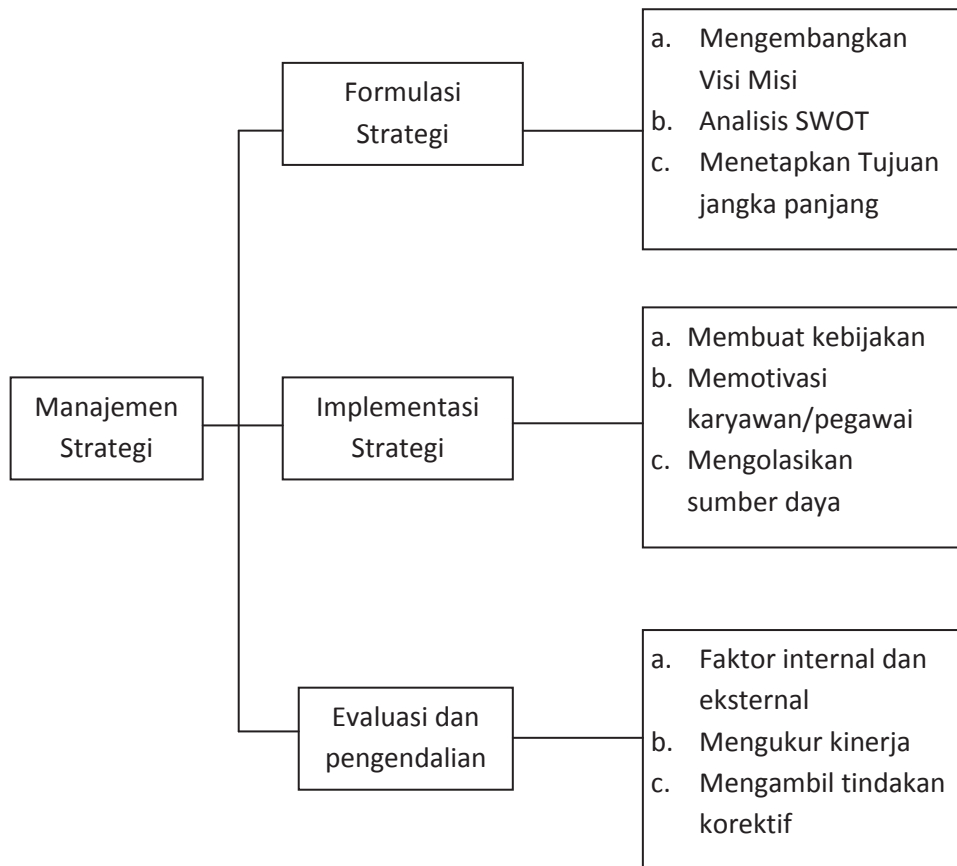 Manajemen
Strategi
Formulasi
Strategi
a. Mengembangkan
Visi Misi
b. Analisis SWOT
c. Menetapkan Tujuan
jangka panjang
Implementasi
Strategi
a. Membuat kebijakan
b. Memotivasi
karyawan/pegawai
c. Mengolasikan
sumber daya
Evaluasi dan
pengendalian
a. Faktor internal dan
eksternal
b. Mengukur kinerja
c. Mengambil tindakan
korektif